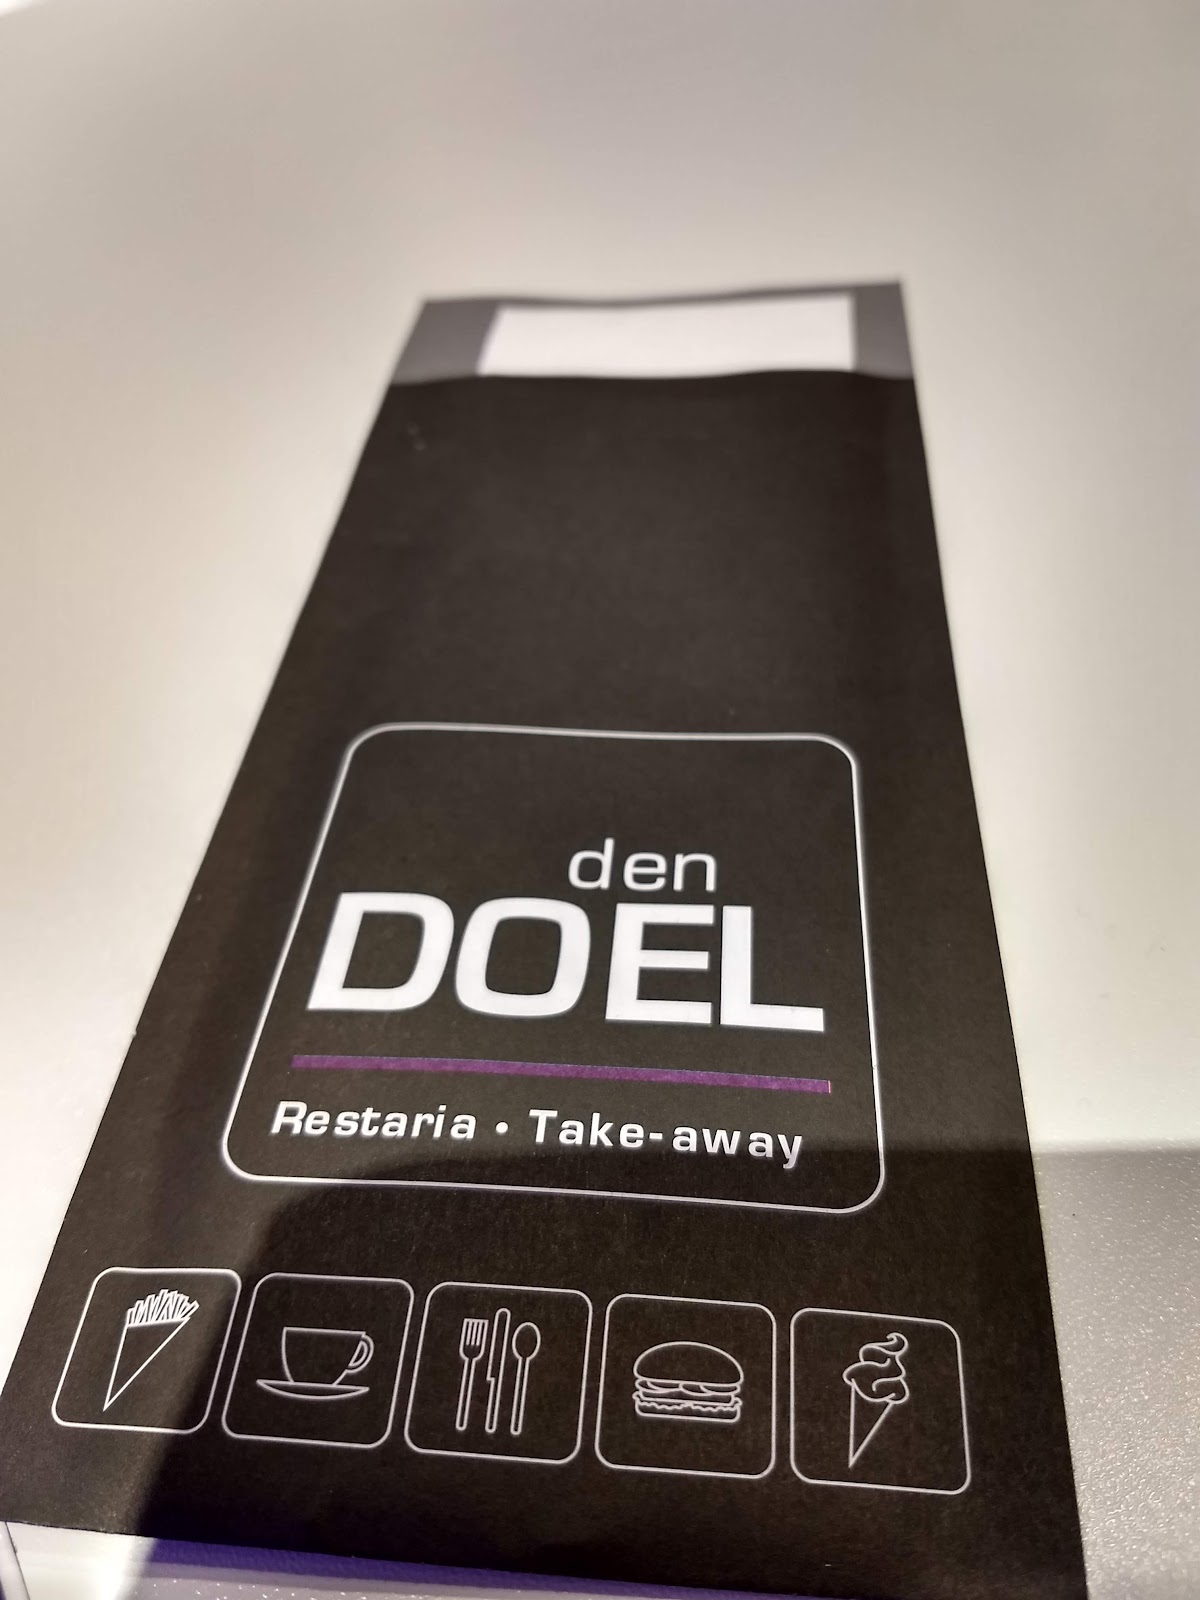 den
DOEL
Restaria • Take-away